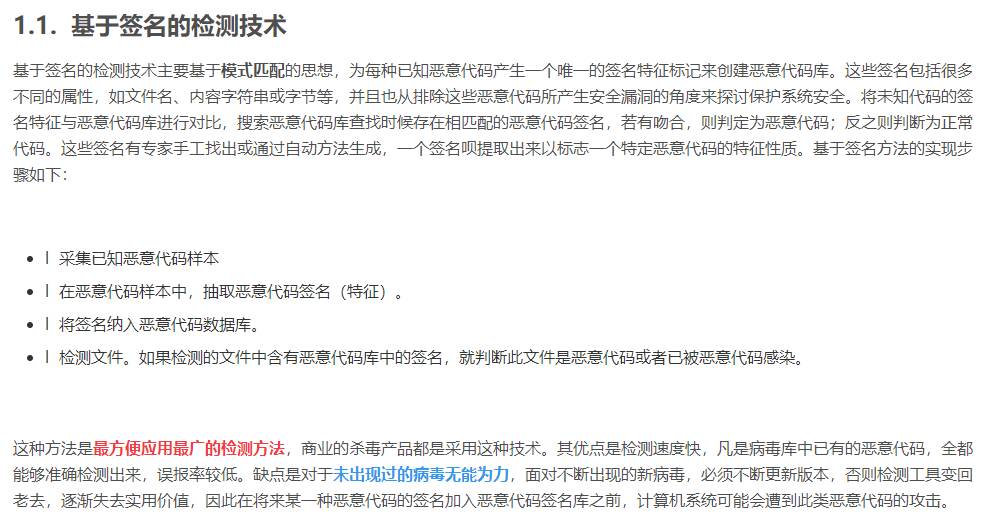 1.1. 基于签名的检测技术
基于签名的检测技术主要基于模式匹配的思想，为每种已知恶意代码产生一个唯一的签名特征标记来创建恶意代码库。这些签名包括很多
不同的属性，如文件名、内容字符串或字节等，并且也从排除这些恶意代码所产生安全漏洞的角度来探讨保护系统安全。将未知代码的签
名特征与恶意代码库进行对比，搜索恶意代码库查找时候存在相匹配的恶意代码签名，若有吻合，则判定为恶意代码；反之则判断为正常
代码。这些签名有专家手工找出或通过自动方法生成，一个签名呗提取出来以标志一个特定恶意代码的特征性质。基于签名方法的实现步
骤如下：
• l 采集已知恶意代码样本
• l 在恶意代码样本中，抽取恶意代码签名（特征）。
• l 将签名纳入恶意代码数据库。
• l 检测文件。如果检测的文件中含有恶意代码库中的签名，就判断此文件是恶意代码或者已被恶意代码感染。
这种方法是最方便应用最广的检测方法，商业的杀毒产品都是采用这种技术。其优点是检测速度快，凡是病毒库中已有的恶意代码，全都
能够准确检测出来，误报率较低。缺点是对于未出现过的病毒无能为力，面对不断出现的新病毒，必须不断更新版本，否则检测工具变回
老去，逐渐失去实用价值，因此在将来某一种恶意代码的签名加入恶意代码签名库之前，计算机系统可能会遭到此类恶意代码的攻击。